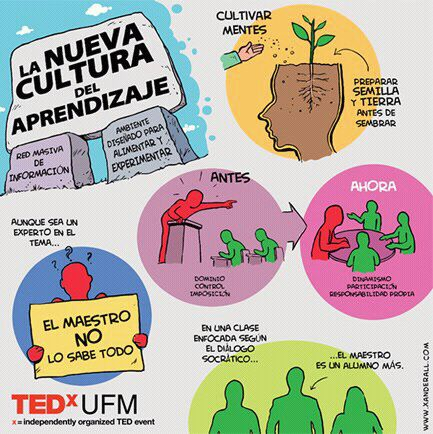 LA NUEVA
CULTURA
DEL
APRENDIZAJE
RED MASIVA
DE
INFORMACIÓN
AMBIENTE
DISEÑADO PARA
ALIMENTAR Y
EXPERIMENTAR
CULTIVAR
MENTES
PREPARAR
SEMILLA
Y TIERRA
ANTES DE
SEMBRAR
AUNQUE SEA UN
EXPERTO EN EL
TEMA...
?
?
?
EL MAESTRO
NO
LO SABE TODO
ANTES
DOMINIO
CONTROL
IMPOSICIÓN
AHORA
DINAMISMO
PARTICIPACIÓN
RESPONSABILIDAD PROPIA
EN UNA CLASE
ENFOCADA SEGÚN
EL DIÁLOGO
SOCRÁTICO...
...EL MAESTRO ES
UN ALUMNO MÁS.
TEDxUFM
x = independently organized TED event
WWW.XANDERALL.COM